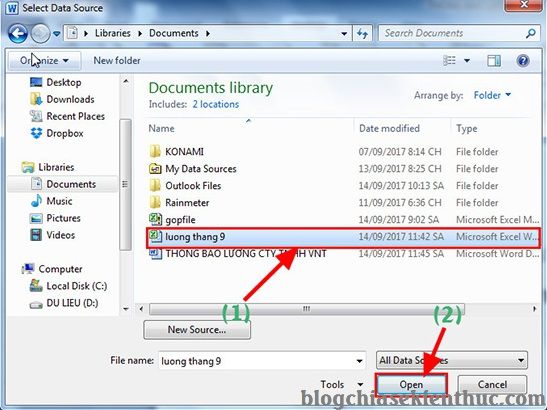 Select Data Source
Libraries Documents Search Documents
Organize New folder
Desktop
Downloads
Recent Places
Dropbox
Libraries
Documents
Music
Pictures
Videos
Computer
Local Disk (C:)
DU LIEU (D:)
Documents library
Includes: 2 locations
Arrange by: Folder
Name Date modified Type
KONAMI 07/09/2017 8:14 CH File folder
My Data Sources 13/09/2017 8:25 CH File folder
Outlook Files 14/09/2017 10:13 SA File folder
Rainmeter 11/09/2017 6:36 CH File folder
gopfile 14/09/2017 9:02 SA Microsoft Excel M...
luong thang 9 14/09/2017 11:42 SA Microsoft Excel W...
THONG BAO LUONG CTY TNHH VNT 14/09/2017 11:45 SA Microsoft Word D...
(1)
(2)
New Source...
File name: luong thang 9 All Data Sources
Tools Open Cancel
blogchiasekienthuc.com